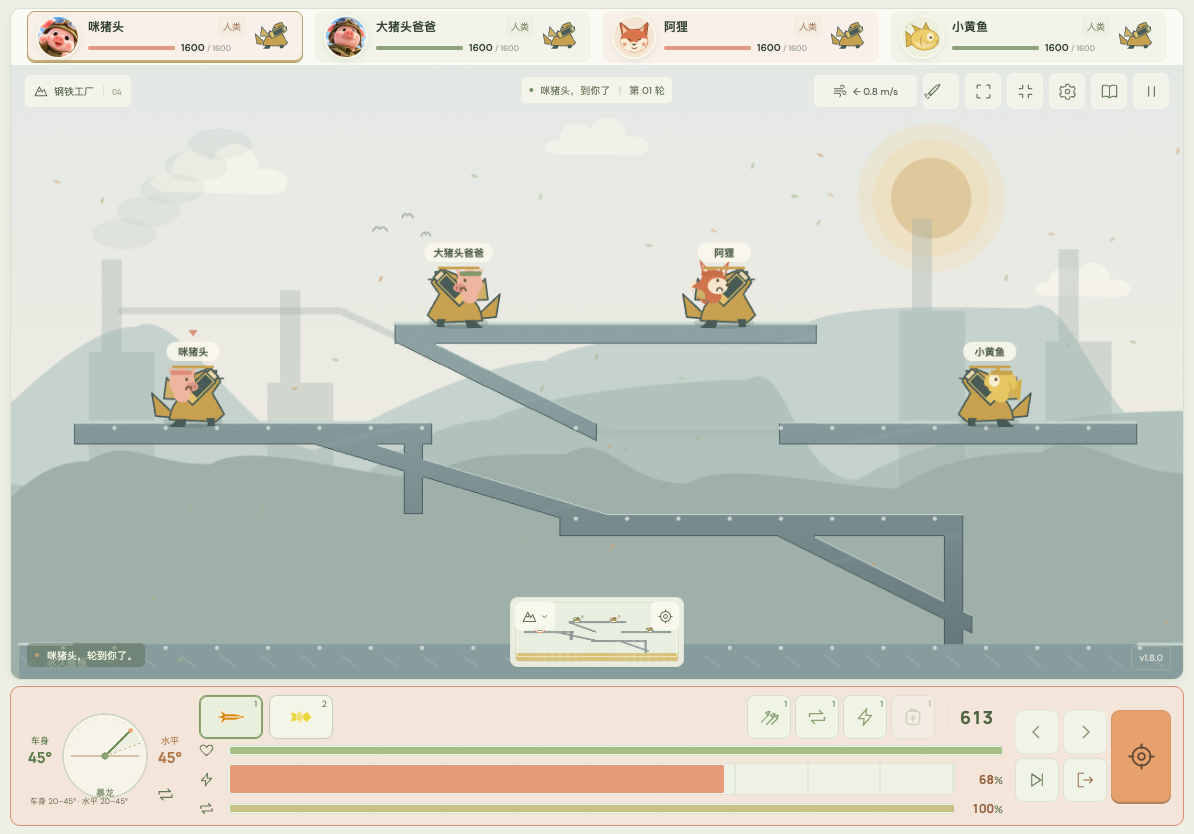 咪猪头 人类
1600 / 1600
大猪头爸爸 人类
1600 / 1600
阿狸 人类
1600 / 1600
小黄鱼 人类
1600 / 1600
钢铁工厂 04
咪猪头，到你了 第 01 轮
← 0.8 m/s
大猪头爸爸
阿狸
咪猪头
小黄鱼
咪猪头，轮到你了。
v1.8.0
1
2
1
1
1
1
613
车身
45°
水平
45°
暴龙
车身 20–45° · 水平 20–45°
68%
100%